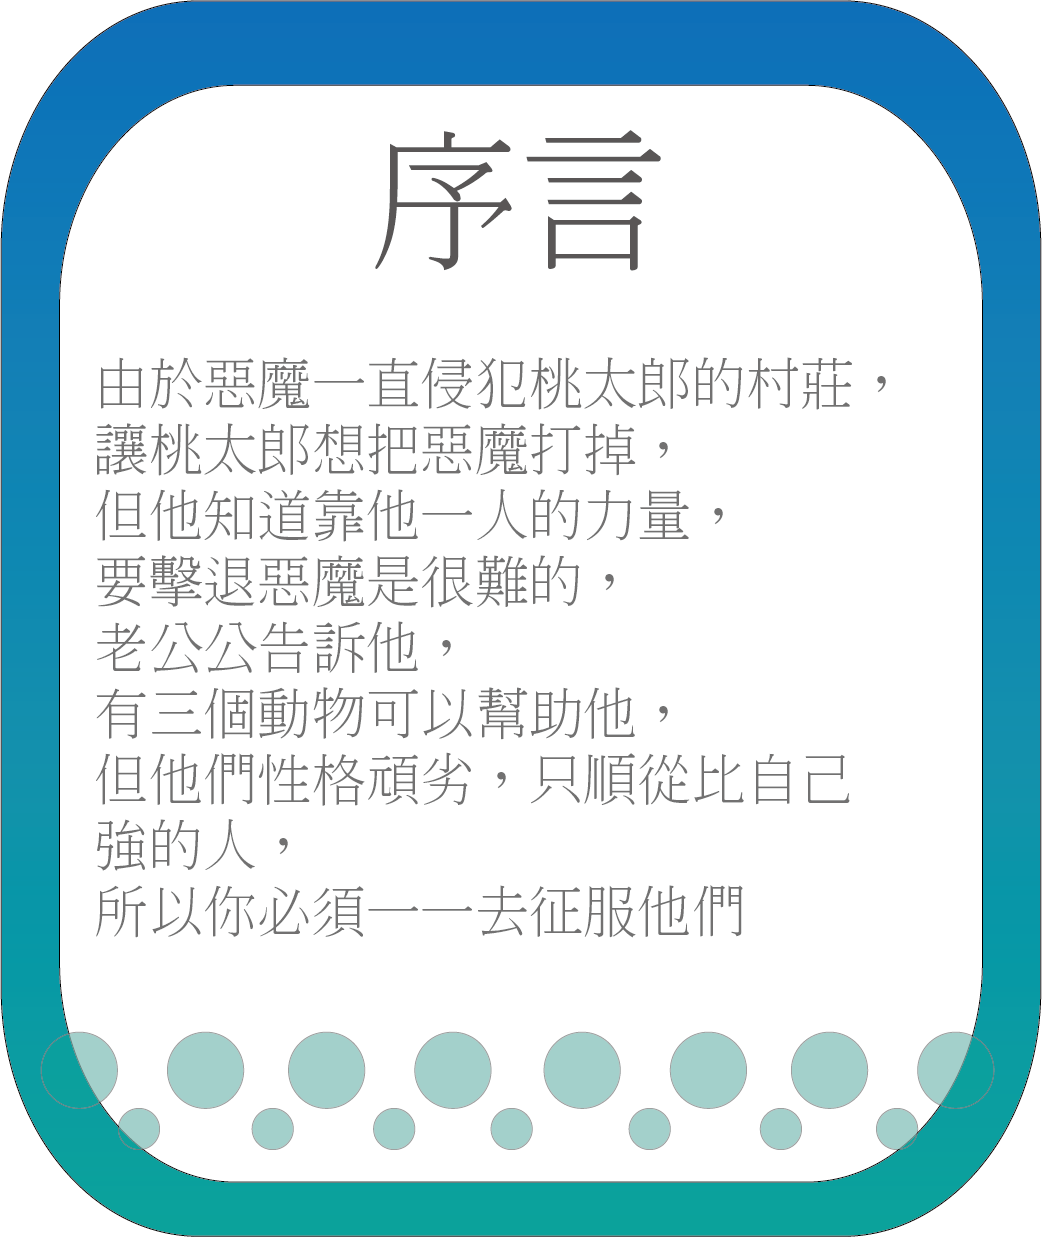 序言
由於惡魔一直侵犯桃太郎的村莊，
讓桃太郎想把惡魔打掉，
但他知道靠他一人的力量，
要擊退惡魔是很難的，
老公公告訴他，
有三個動物可以幫助他，
但他們性格頑劣，只順從比自己
強的人，
所以你必須一一去征服他們